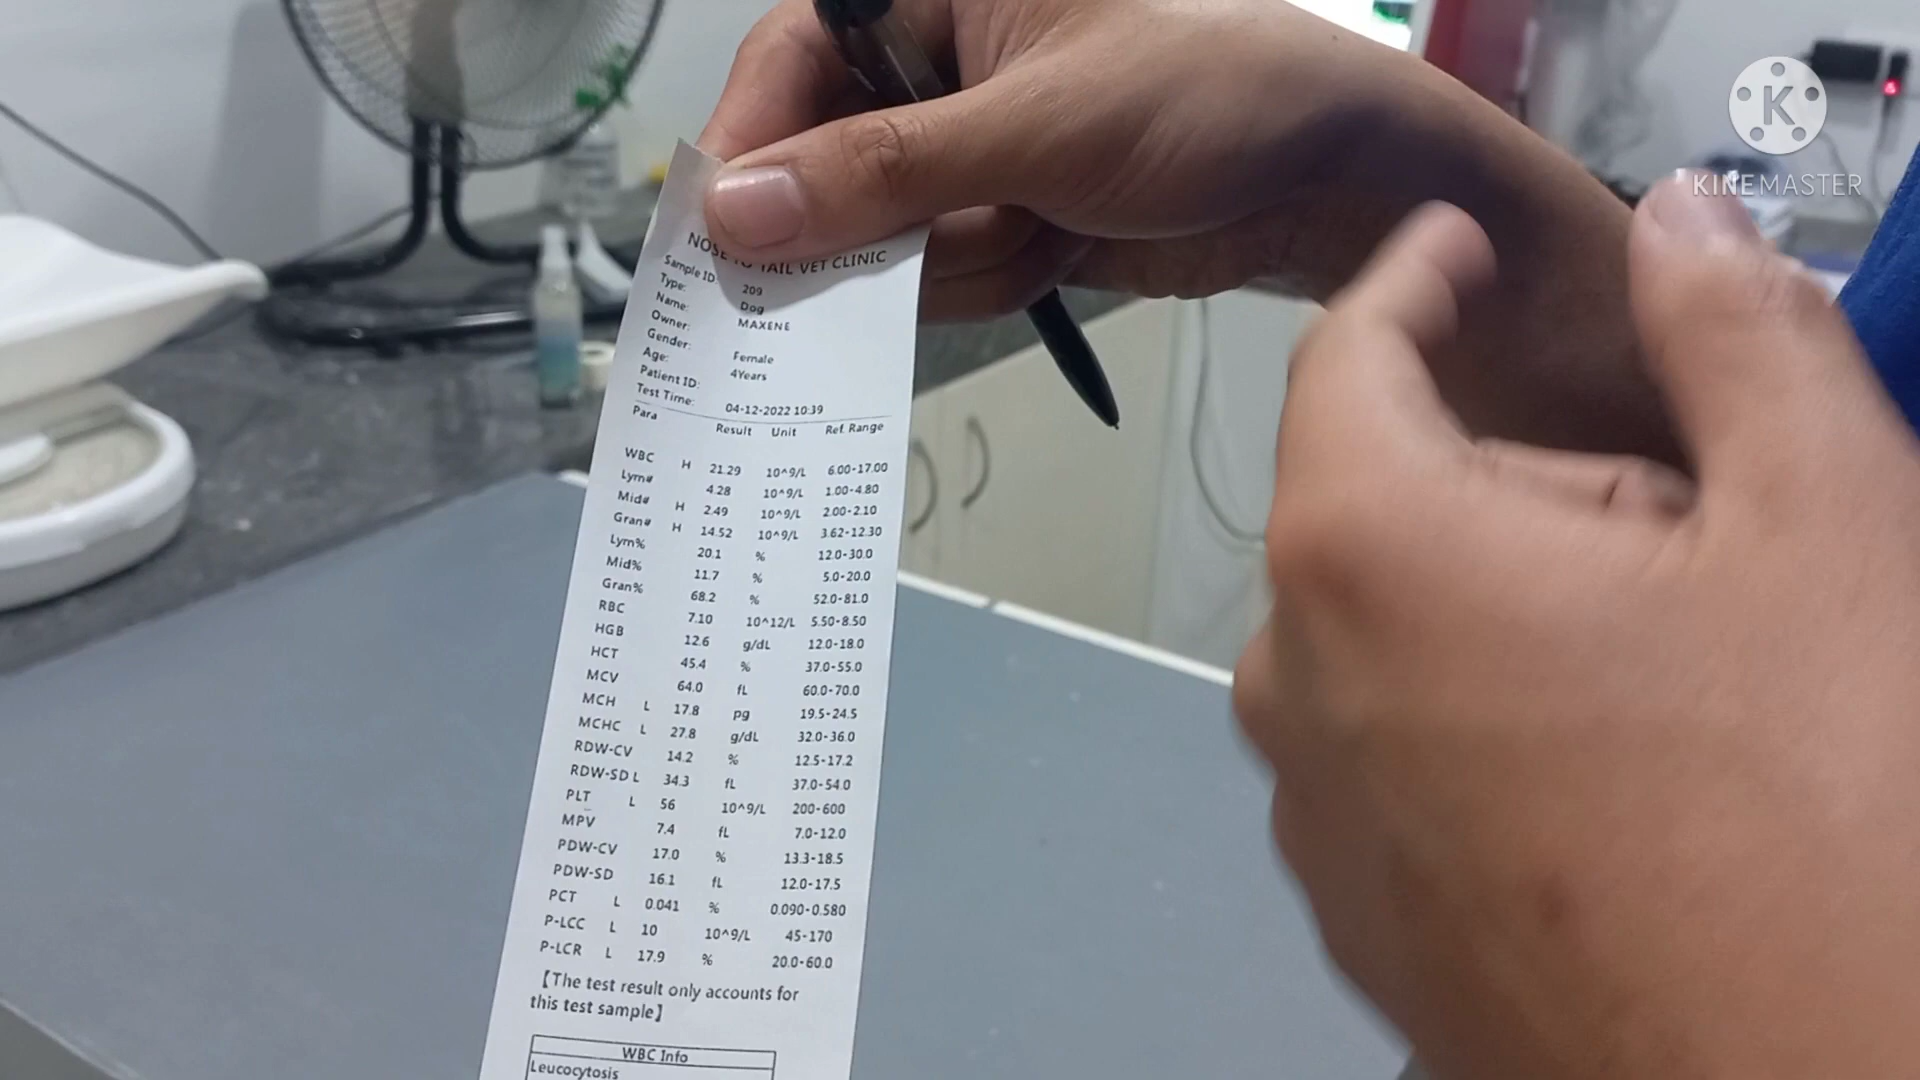 KINEMASTER
NOSE TO TAIL VET CLINIC
Sample ID: 209
Type: Dog
Name: MAXENE
Owner:
Gender: Female
Age: 4Years
Patient ID:
Test Time: 04-12-2022 10:39
Para Result Unit Ref. Range
WBC H 21.29 10^9/L 6.00-17.00
Lym# 4.28 10^9/L 1.00-4.80
Mid# H 2.49 10^9/L 2.00-2.10
Gran# H 14.52 10^9/L 3.62-12.30
Lym% 20.1 % 12.0-30.0
Mid% 11.7 % 5.0-20.0
Gran% 68.2 % 52.0-81.0
RBC 7.10 10^12/L 5.50-8.50
HGB 12.6 g/dL 12.0-18.0
HCT 45.4 % 37.0-55.0
MCV 64.0 fL 60.0-70.0
MCH L 17.8 pg 19.5-24.5
MCHC L 27.8 g/dL 32.0-36.0
RDW-CV 14.2 % 12.5-17.2
RDW-SD L 34.3 fL 37.0-54.0
PLT L 56 10^9/L 200-600
MPV 7.4 fL 7.0-12.0
PDW-CV 17.0 % 13.3-18.5
PDW-SD 16.1 fL 12.0-17.5
PCT L 0.041 % 0.090-0.580
P-LCC L 10 10^9/L 45-170
P-LCR L 17.9 % 20.0-60.0
【The test result only accounts for
this test sample】
WBC Info
Leucocytosis